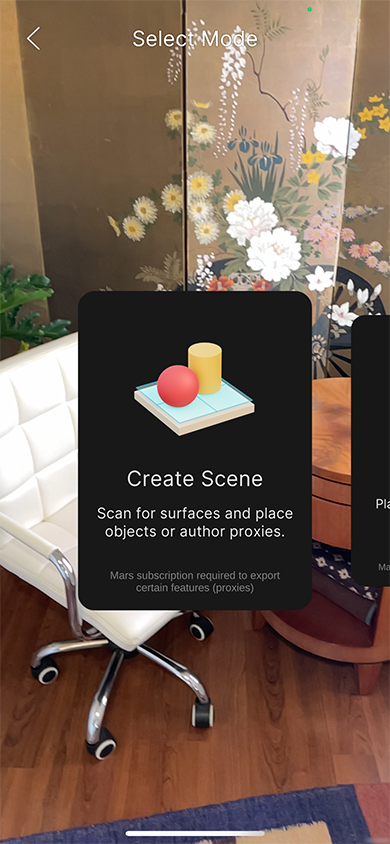 Select Mode
Create Scene
Scan for surfaces and place
objects or author proxies.
Mars subscription required to export
certain features (proxies)